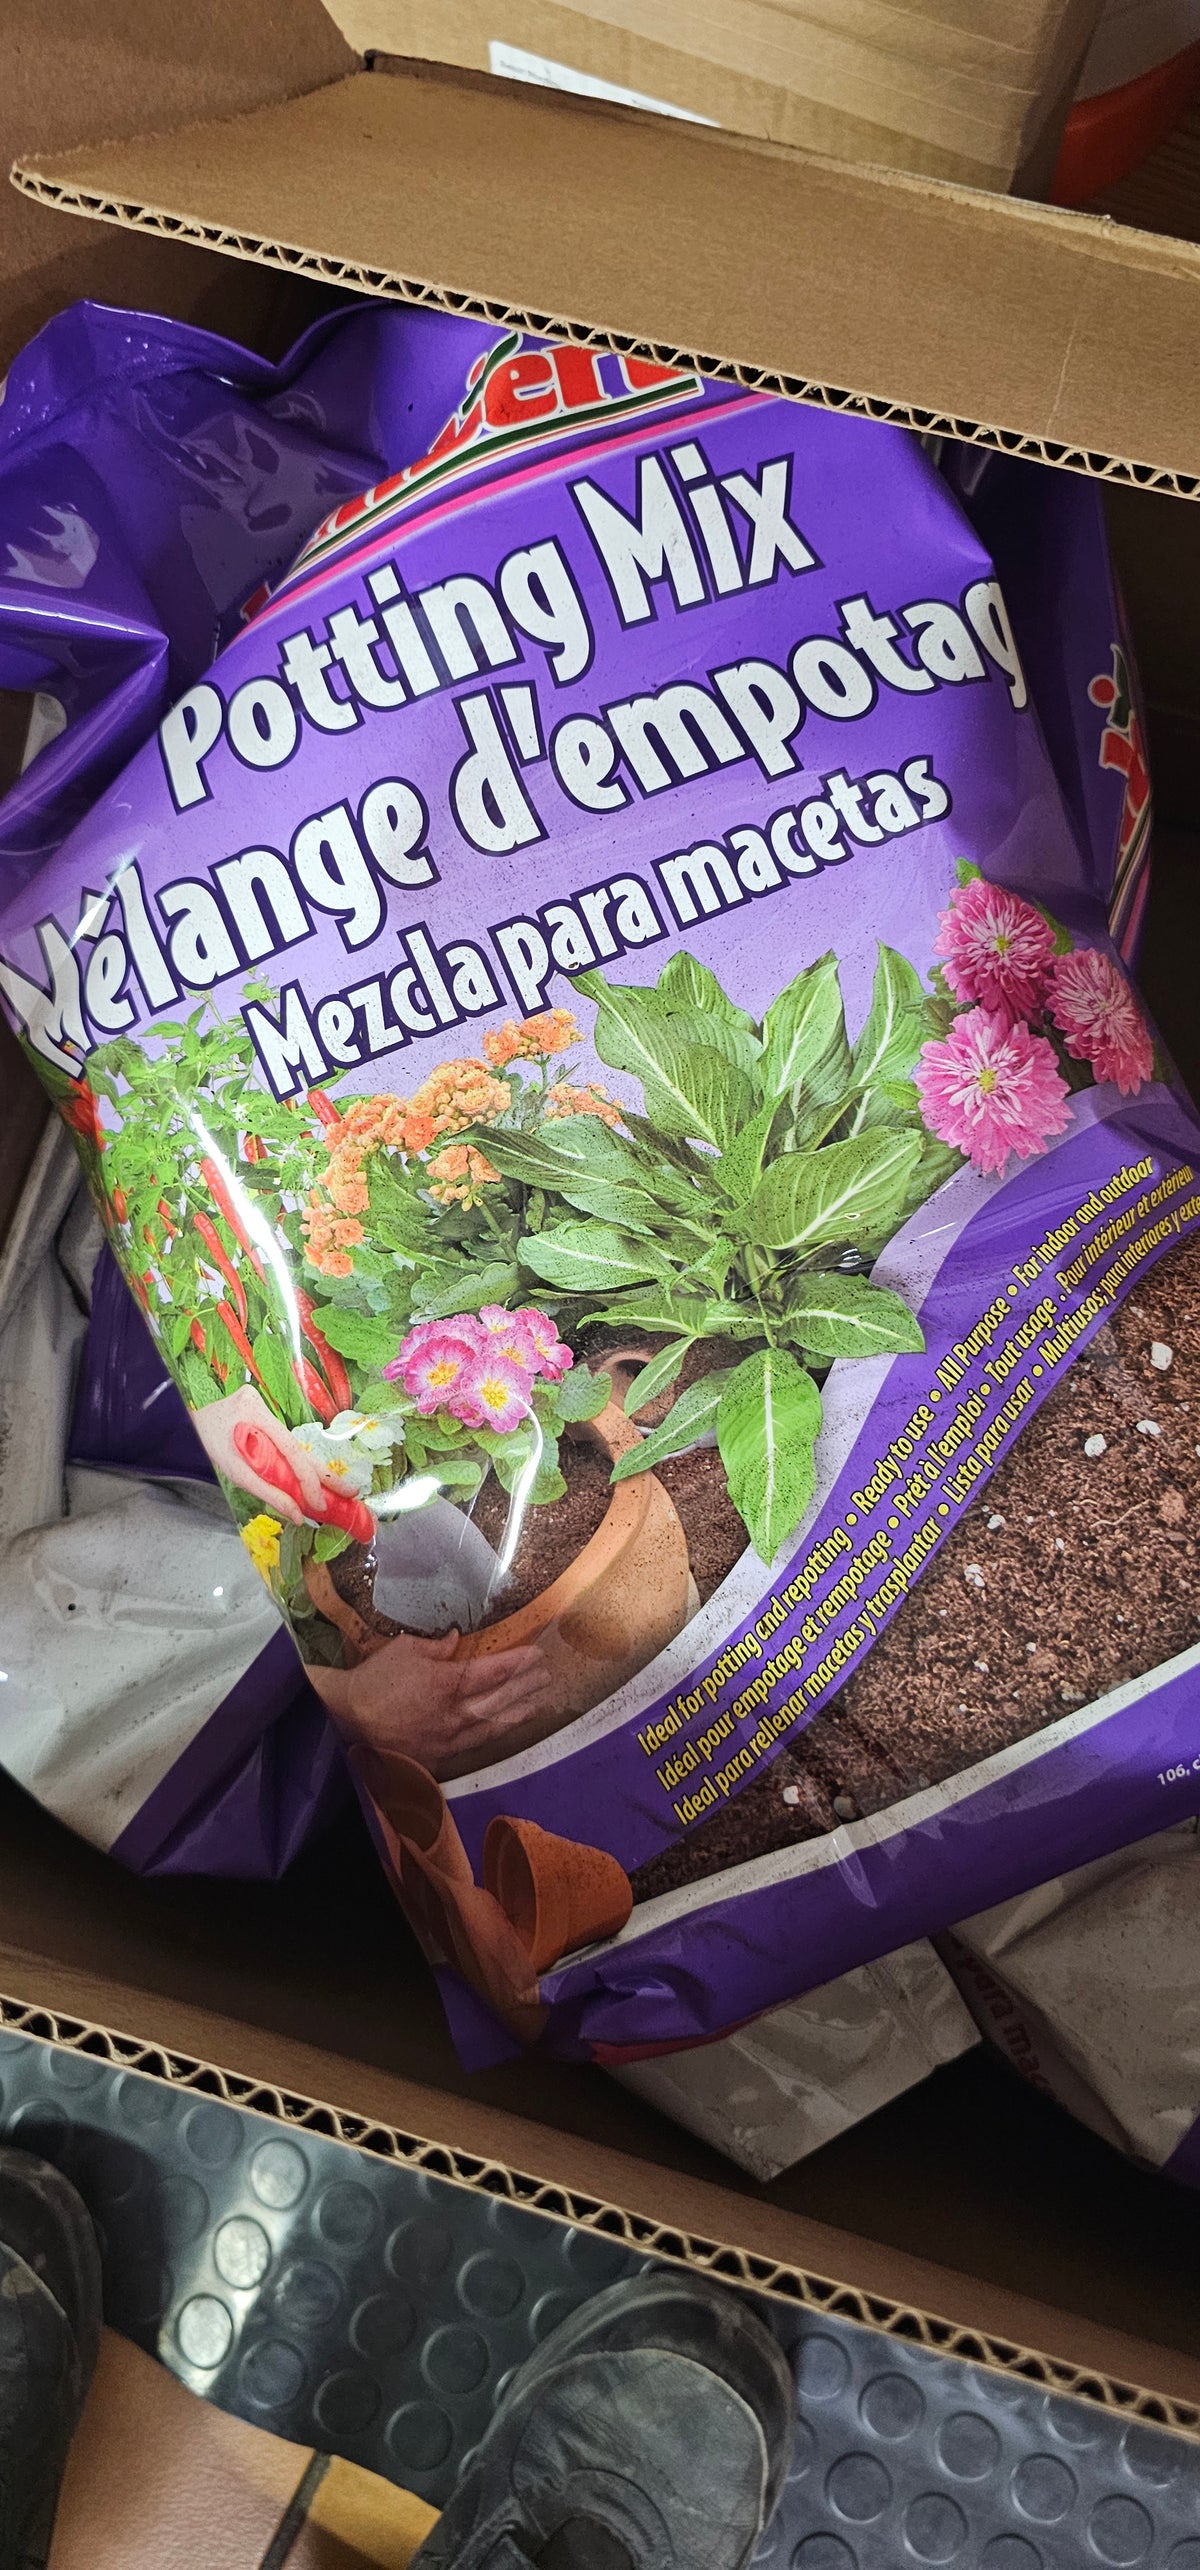 Potting Mix
Mélange d'empotag
Mezcla para macetas
Ideal for potting and repotting • Ready to use • All Purpose • For indoor and outdoor
Idéal pour empotage et rempotage • Prêt à l'emploi • Tout usage . Pour intérieur et extérieur
Ideal para rellenar macetas y trasplantar • Lista para usar • Multiusos; para interiores y
106, c